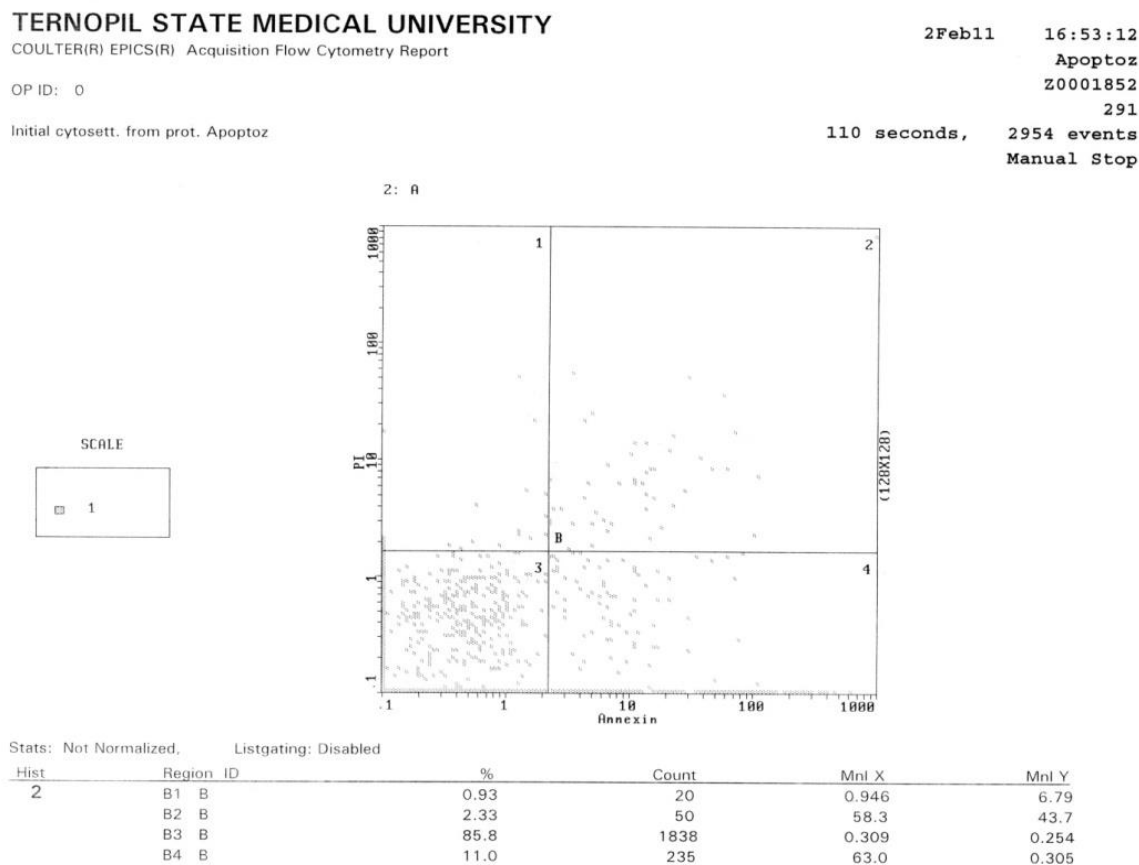 TERNOPIL STATE MEDICAL UNIVERSITY
COULTER(R) EPICS(R) Acquisition Flow Cytometry Report
OP ID: 0
Initial cytosett. from prot. Apoptoz
2Feb11 16:53:12
Apoptoz
Z0001852
291
110 seconds, 2954 events
Manual Stop
2: A
1000
100
10
1
.1
PI
1
2
B
3
4
(128X128)
.1 1 10 100 1000
Annexin
SCALE
1
Stats: Not Normalized, Listgating: Disabled
Hist Region ID % Count Mnl X Mnl Y
2 B1 B 0.93 20 0.946 6.79
B2 B 2.33 50 58.3 43.7
B3 B 85.8 1838 0.309 0.254
B4 B 11.0 235 63.0 0.305